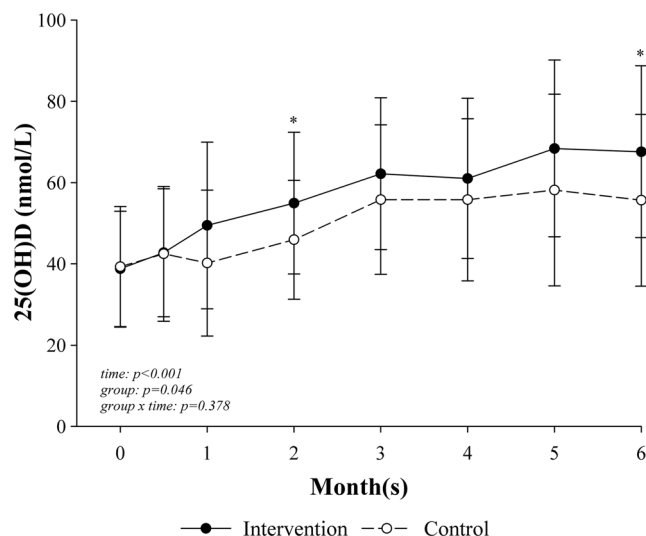 100
80
60
40
20
0
25(OH)D (nmol/L)
*
*
time: p<0.001
group: p=0.046
group x time: p=0.378
0 1 2 3 4 5 6
Month(s)
Intervention Control